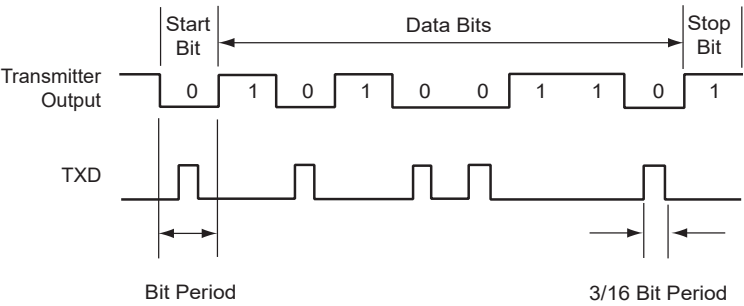 Start
Bit
Data Bits
Stop
Bit
Transmitter
Output
0 1 0 1 0 0 1 1 0 1
TXD
Bit Period
3/16 Bit Period